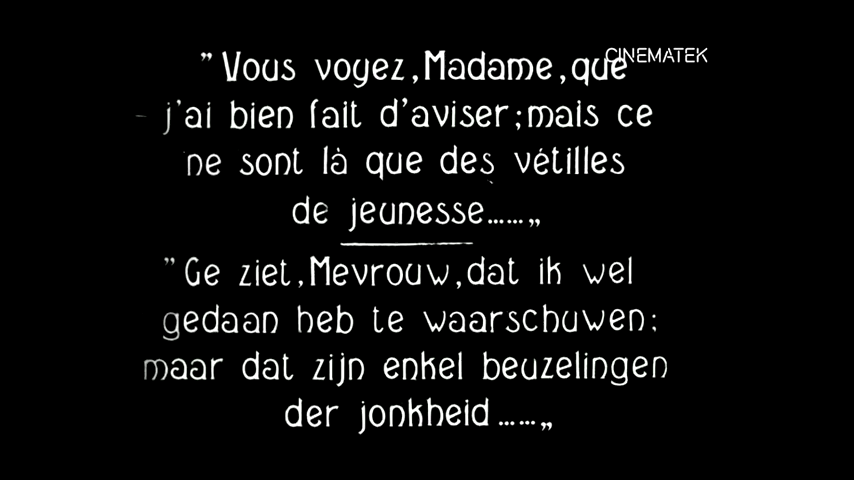 CINEMATEK
"Vous voyez, Madame, que
- j'ai bien fait d'aviser; mais ce
ne sont là que des vétilles
de jeunesse......„
"Ge ziet, Mevrouw, dat ik wel
gedaan heb te waarschuwen;
maar dat zijn enkel beuzelingen
der jonkheid......„